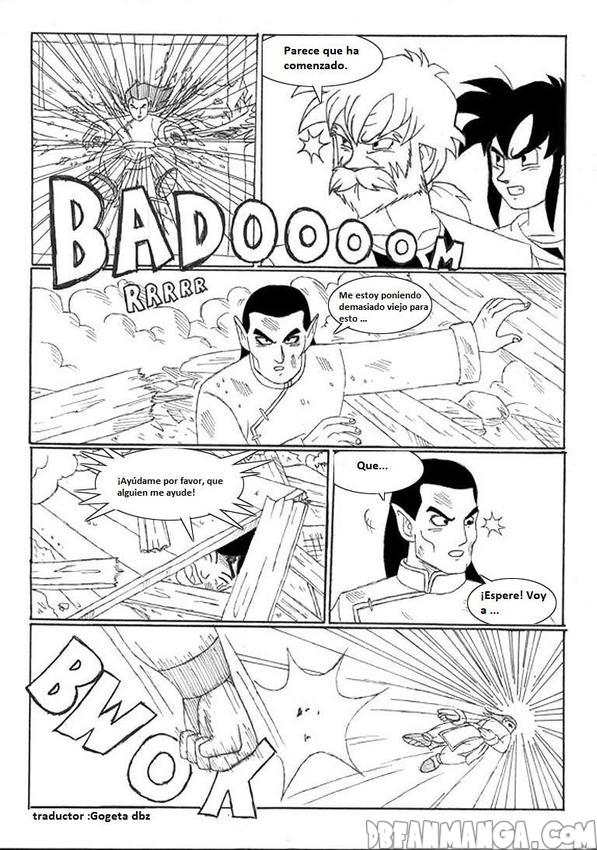 Parece que ha
comenzado.
BADOOOOM
RRRRR
Me estoy poniendo
demasiado viejo para
esto ...
¡Ayúdame por favor, que
alguien me ayude!
Que...
¡Espere! Voy
a ...
BWOK
traductor :Gogeta dbz
DBFANMANGA.COM